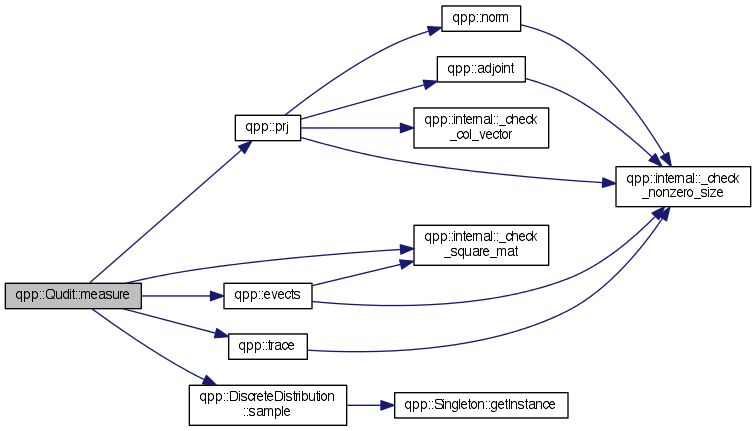 qpp::norm
qpp::adjoint
qpp::prj
qpp::internal::_check
_col_vector
qpp::internal::_check
_nonzero_size
qpp::internal::_check
_square_mat
qpp::Qudit::measure
qpp::evects
qpp::trace
qpp::DiscreteDistribution
::sample
qpp::Singleton::getInstance